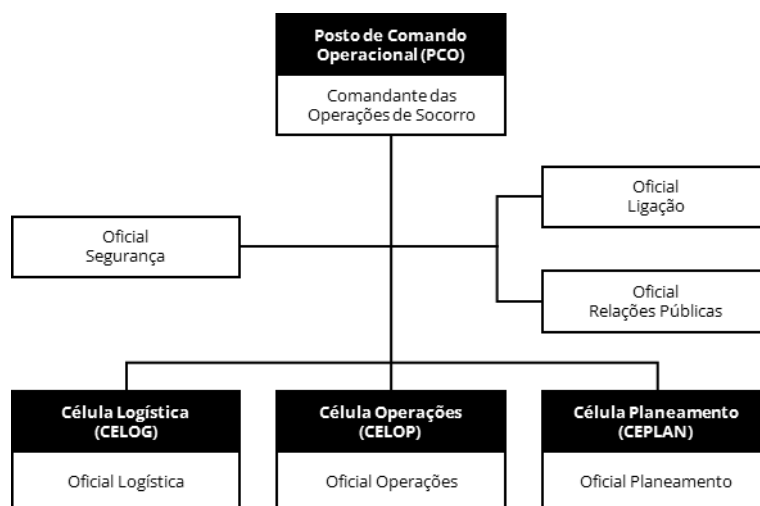 Posto de Comando
Operacional (PCO)
Comandante das
Operações de Socorro
Oficial
Ligação
Oficial
Segurança
Oficial
Relações Públicas
Célula Logística
(CELOG)
Oficial Logística
Célula Operações
(CELOP)
Oficial Operações
Célula Planeamento
(CEPLAN)
Oficial Planeamento